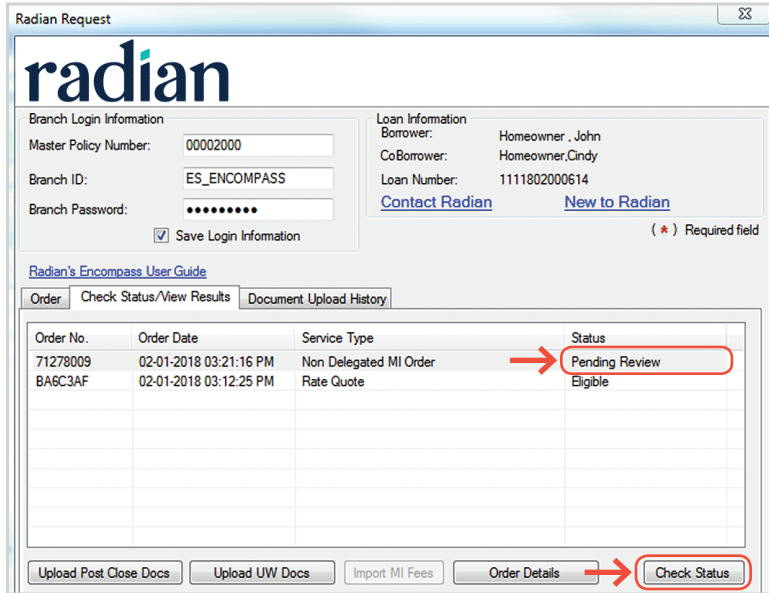 Radian Request
radian
Branch Login Information
Master Policy Number: 00002000
Branch ID: ES_ENCOMPASS
Branch Password: •••••••••
Save Login Information
Loan Information
Borrower: Homeowner , John
CoBorrower: Homeowner,Cindy
Loan Number: 1111802000614
Contact Radian New to Radian
( * ) Required field
Radian's Encompass User Guide
Order Check Status/View Results Document Upload History
Order No. Order Date Service Type Status
71278009 02-01-2018 03:21:16 PM Non Delegated MI Order Pending Review
BA6C3AF 02-01-2018 03:12:25 PM Rate Quote Eligible
Upload Post Close Docs Upload UW Docs Import MI Fees Order Details Check Status